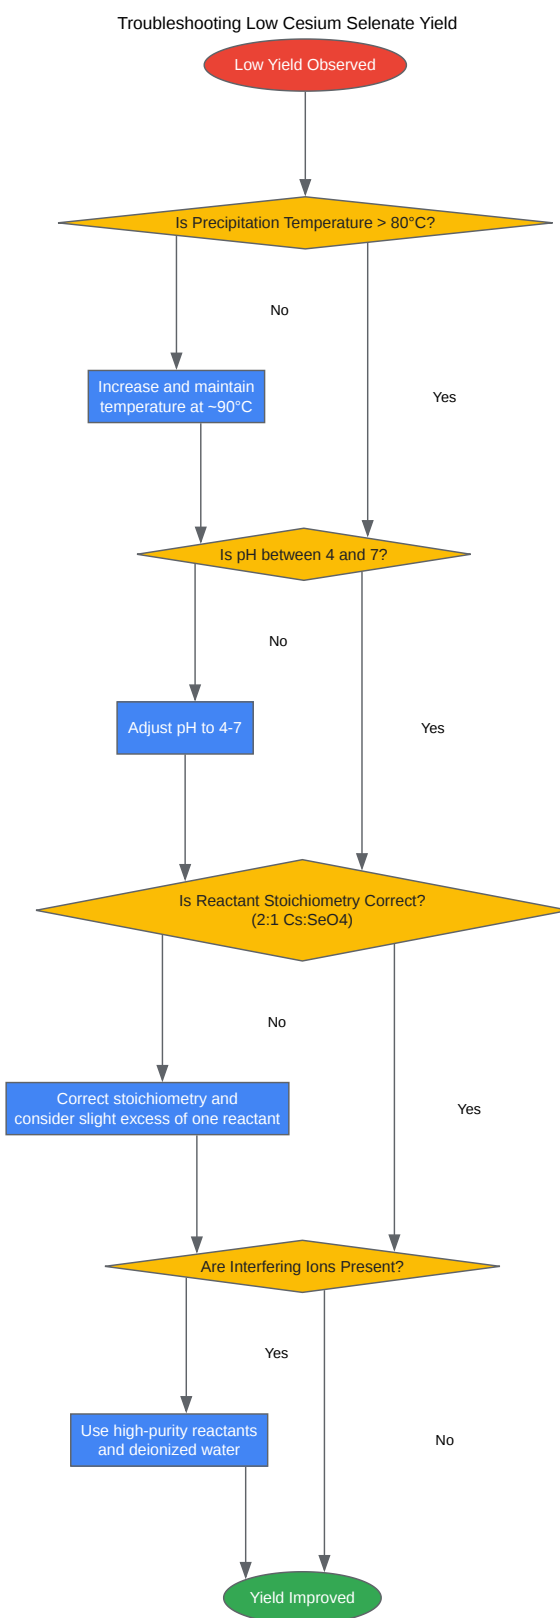 Troubleshooting Low Cesium Selenate Yield
Low Yield Observed
Is Precipitation Temperature > 80°C?
No
Increase and maintain
temperature at ~90°C
Yes
Is pH between 4 and 7?
No
Adjust pH to 4-7
Yes
Is Reactant Stoichiometry Correct?
(2:1 Cs:SeO4)
No
Correct stoichiometry and
consider slight excess of one reactant
Yes
Are Interfering Ions Present?
Yes
Use high-purity reactants
and deionized water
No
Yield Improved